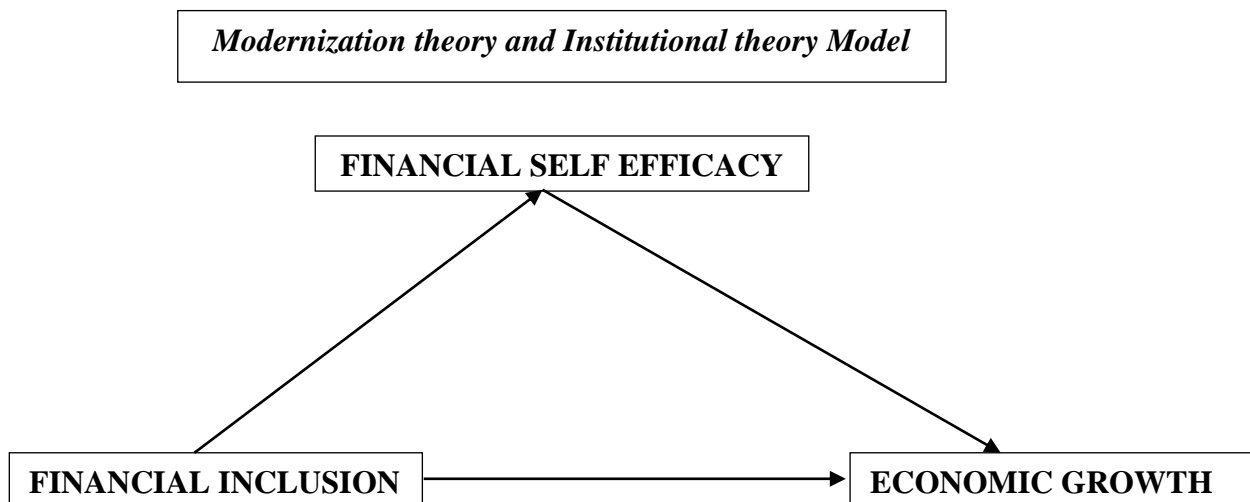 Modernization theory and Institutional theory Model
FINANCIAL SELF EFFICACY
FINANCIAL INCLUSION
ECONOMIC GROWTH